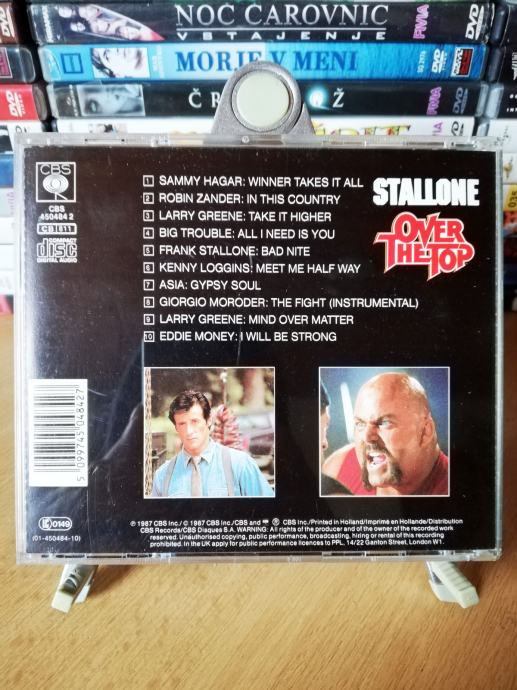 NOČ ČAROVNIC
VSTAJENJE
FIVIA
DVD
MORJE V MENI
DVD
FIVIA
DVD
CBS
CBS
450484 2
CB 811
COMPACT
disc
DIGITAL AUDIO
1 SAMMY HAGAR: WINNER TAKES IT ALL
2 ROBIN ZANDER: IN THIS COUNTRY
3 LARRY GREENE: TAKE IT HIGHER
4 BIG TROUBLE: ALL I NEED IS YOU
5 FRANK STALLONE: BAD NITE
6 KENNY LOGGINS: MEET ME HALF WAY
7 ASIA: GYPSY SOUL
8 GIORGIO MORODER: THE FIGHT (INSTRUMENTAL)
9 LARRY GREENE: MIND OVER MATTER
10 EDDIE MONEY: I WILL BE STRONG
STALLONE
OVER
THE TOP
5 099745 048427
0149
(01-450484-10)
℗ 1987 CBS Inc./ © 1987 CBS Inc./CBS and ® CBS Inc./Printed in Holland/Imprimé en Hollande/Distribution
CBS Records/CBS Disques S.A. WARNING: All rights of the producer and of the owner of the recorded work
reserved. Unauthorised copying, public performance, broadcasting, hiring or rental of this recording
prohibited. In the UK apply for public performance licences to PPL, 14/22 Ganton Street, London W1.